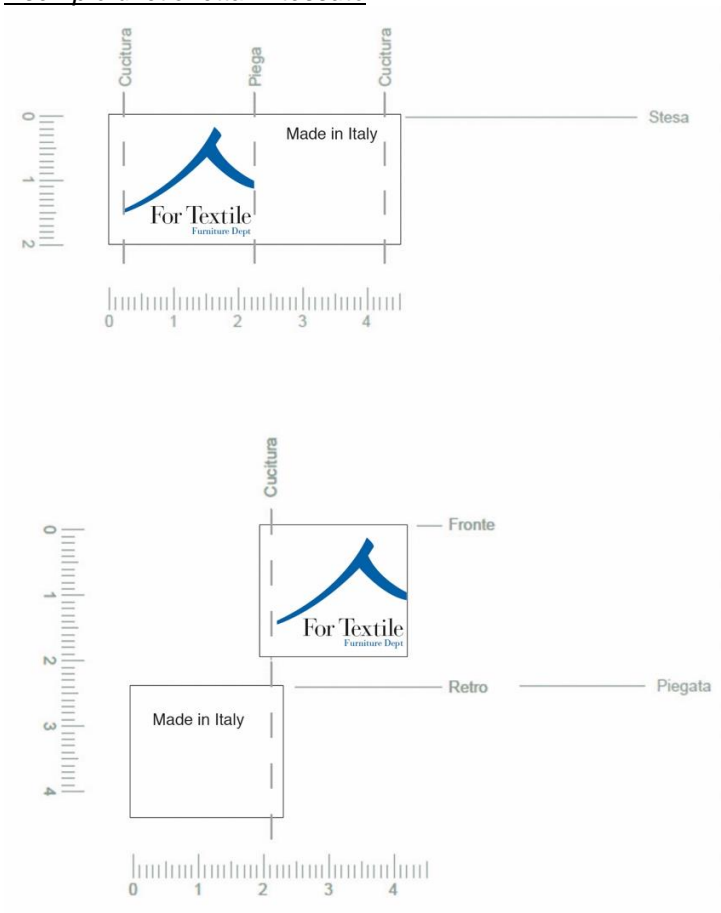 Cucitura
Piega
Cucitura
Stesa
Made in Italy
For Textile
Furniture Dept
0
1
2
0 1 2 3 4
Cucitura
Fronte
For Textile
Furniture Dept
Retro
Piegata
Made in Italy
0
1
2
3
4
0 1 2 3 4